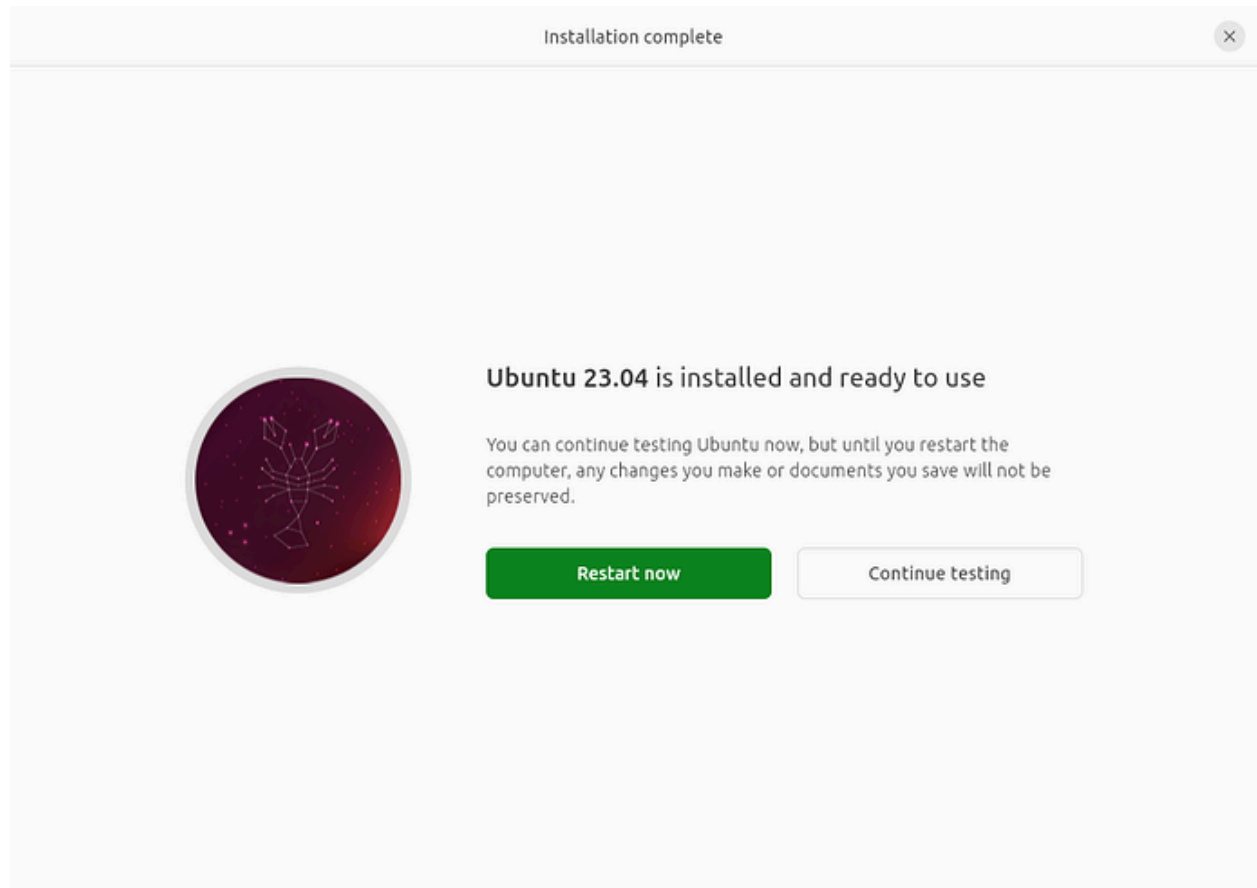 Installation complete
Ubuntu 23.04 is installed and ready to use
You can continue testing Ubuntu now, but until you restart the
computer, any changes you make or documents you save will not be
preserved.
Restart now
Continue testing